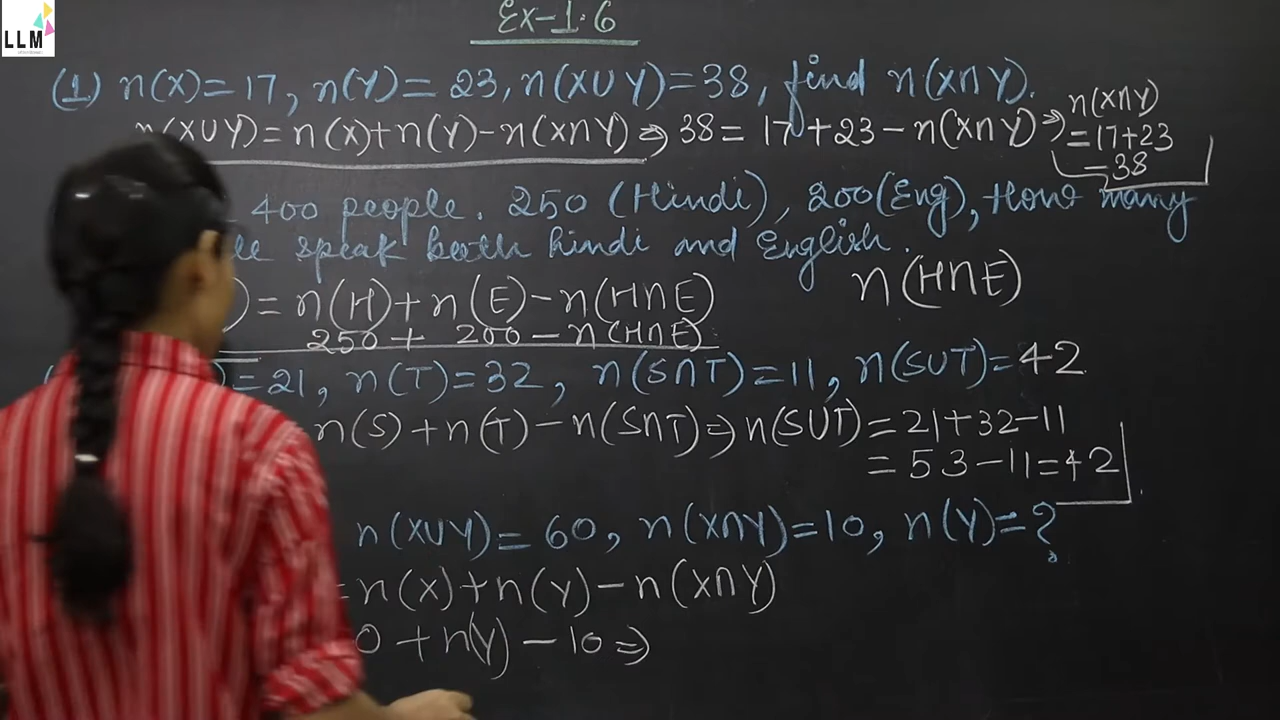 LLM
Ex-1.6
(1) n(X)=17, n(Y)=23, n(X∪Y)=38, find n(X∩Y).
n(X∪Y)=n(X)+n(Y)-n(X∩Y)⇒38=17+23-n(X∩Y)⇒
n(X∩Y)
=17+23
-38
400 people. 250 (Hindi), 200(Eng), How many
speak both hindi and English.
n(H∩E)
)=n(H)+n(E)-n(H∩E)
250+200-n(H∩E)
)=21, n(T)=32, n(S∩T)=11, n(S∪T)=42
n(S)+n(T)-n(S∩T)⇒n(S∪T)=21+32-11
=53-11=42
n(X∪Y)=60, n(X∩Y)=10, n(Y)=?
=n(X)+n(Y)-n(X∩Y)
0+n(Y)-10⇒